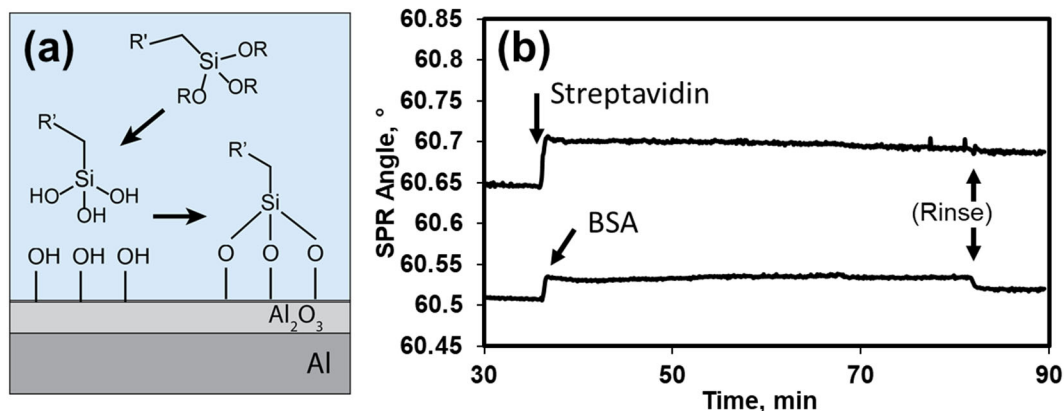 (a)
R'
Si
OR
OR
RO
R'
Si
HO
OH
OH
R'
Si
O
O
O
OH
OH
OH
Al₂O₃
Al
(b)
SPR Angle, °
60.85
60.8
60.75
60.7
60.65
60.6
60.55
60.5
60.45
Streptavidin
BSA
(Rinse)
30
50
70
90
Time, min